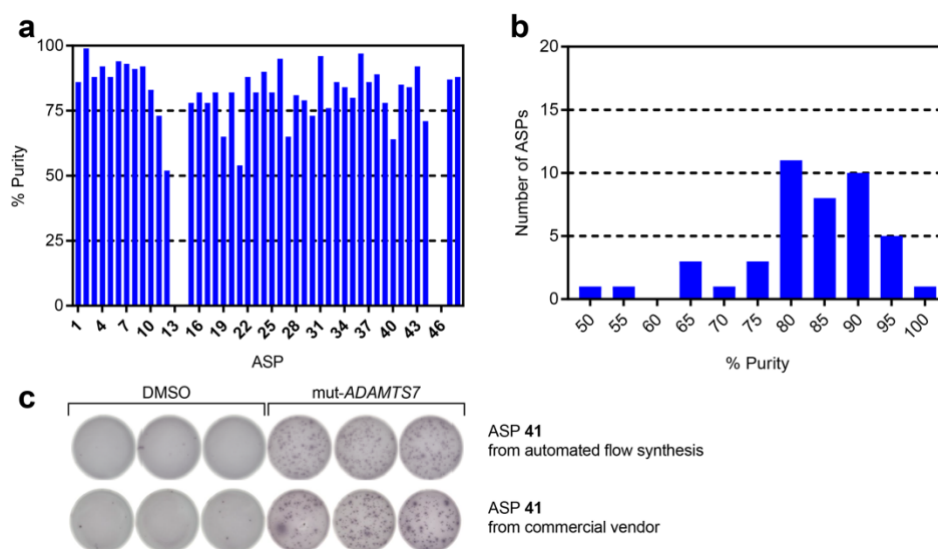 a
100
75
50
25
0
% Purity
1 4 7 10 13 16 19 22 25 28 31 34 37 40 43 46
ASP
b
20
15
10
5
0
Number of ASPs
50 55 60 65 70 75 80 85 90 95 100
% Purity
c
DMSO mut-ADAMTS7
ASP 41
from automated flow synthesis
ASP 41
from commercial vendor